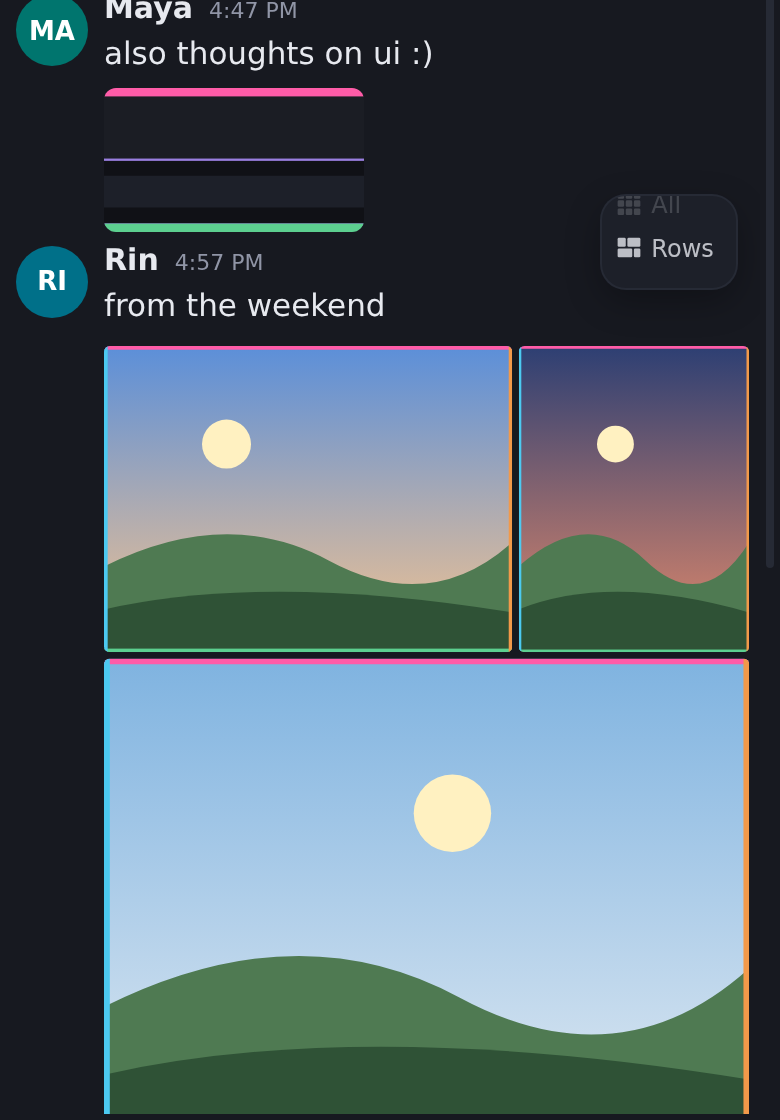 MA
Maya 4:47 PM
also thoughts on ui :)
All
Rows
RI
Rin 4:57 PM
from the weekend